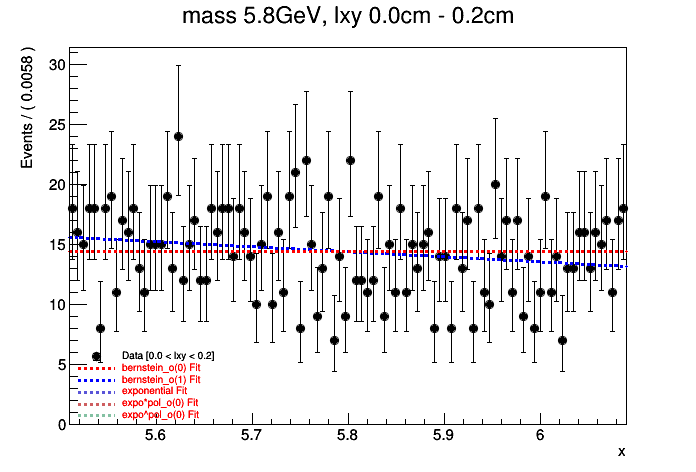 mass 5.8GeV, lxy 0.0cm - 0.2cm
Events / ( 0.0058 )
30
25
20
15
10
5
0
Data [0.0 < lxy < 0.2]
bernstein_o(0) Fit
bernstein_o(1) Fit
exponential Fit
expo*pol_o(0) Fit
expo^pol_o(0) Fit
5.6 5.7 5.8 5.9 6
x